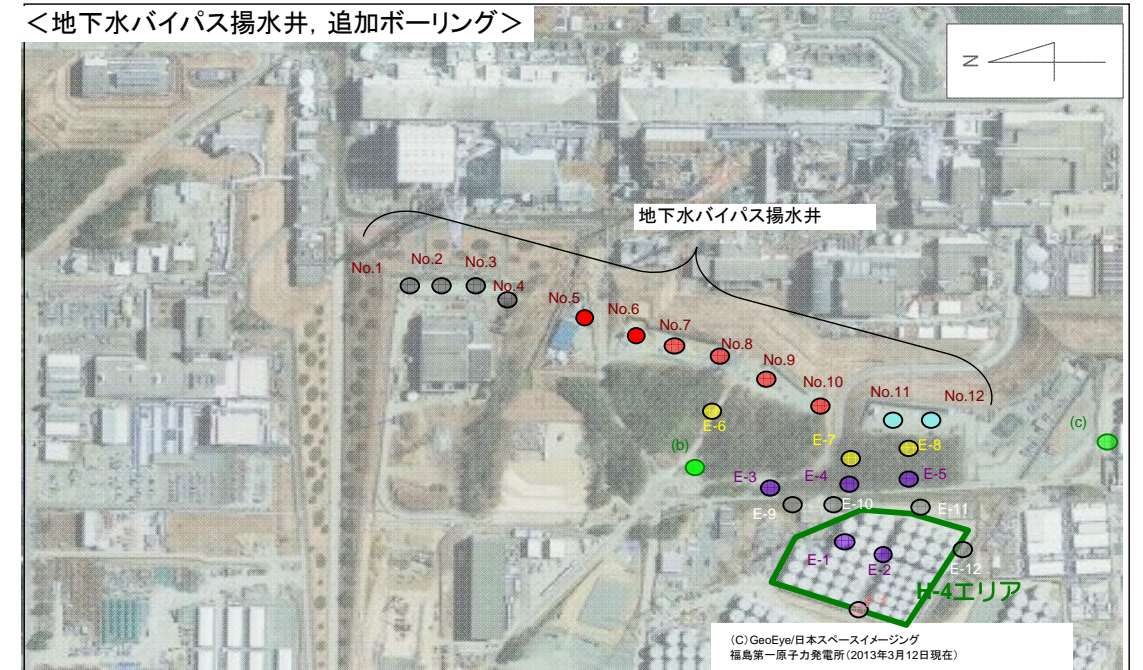 ＜地下水バイパス揚水井, 追加ボーリング＞
N
地下水バイパス揚水井
No.1
No.2
No.3
No.4
No.5
No.6
No.7
No.8
No.9
No.10
No.11
No.12
E-6
(b)
E-7
E-8
(c)
E-3
E-4
E-5
E-9
E-10
E-11
E-1
E-2
E-12
H-4エリア
(C)GeoEye/日本スペースイメージング
福島第一原子力発電所(2013年3月12日現在)